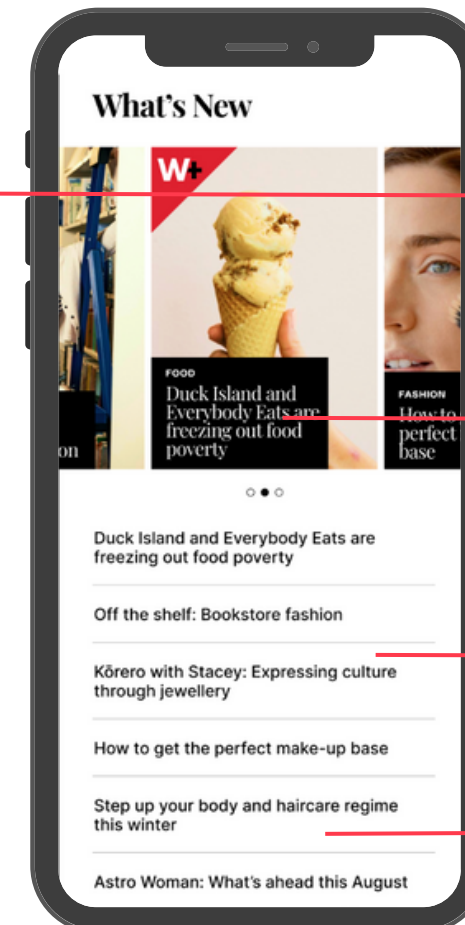 What's New
W+
on
FOOD
Duck Island and
Everybody Eats are
freezing out food
poverty
FASHION
How to
perfect
base
Duck Island and Everybody Eats are
freezing out food poverty
Off the shelf: Bookstore fashion
Kōrero with Stacey: Expressing culture
through jewellery
How to get the perfect make-up base
Step up your body and haircare regime
this winter
Astro Woman: What's ahead this August